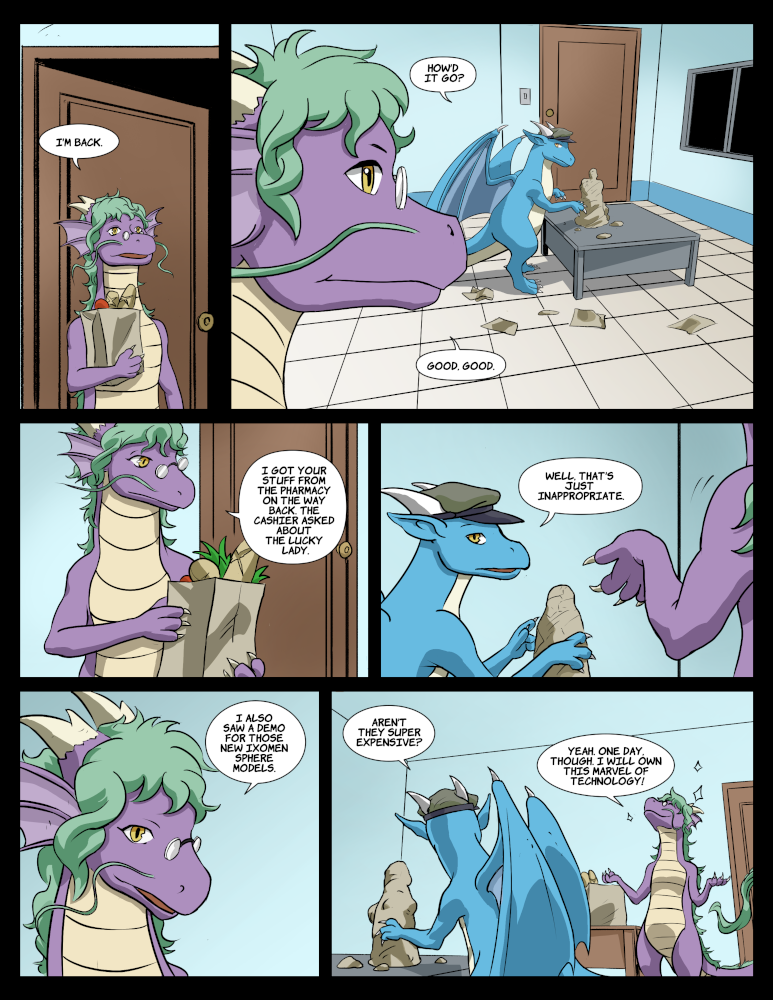 I'M BACK.
HOW'D
IT GO?
GOOD. GOOD.
I GOT YOUR
STUFF FROM
THE PHARMACY
ON THE WAY
BACK. THE
CASHIER ASKED
ABOUT
THE LUCKY
LADY.
WELL. THAT'S
JUST
INAPPROPRIATE.
I ALSO
SAW A DEMO
FOR THOSE
NEW IXOMEN
SPHERE
MODELS.
AREN'T
THEY SUPER
EXPENSIVE?
YEAH. ONE DAY,
THOUGH. I WILL OWN
THIS MARVEL OF
TECHNOLOGY!